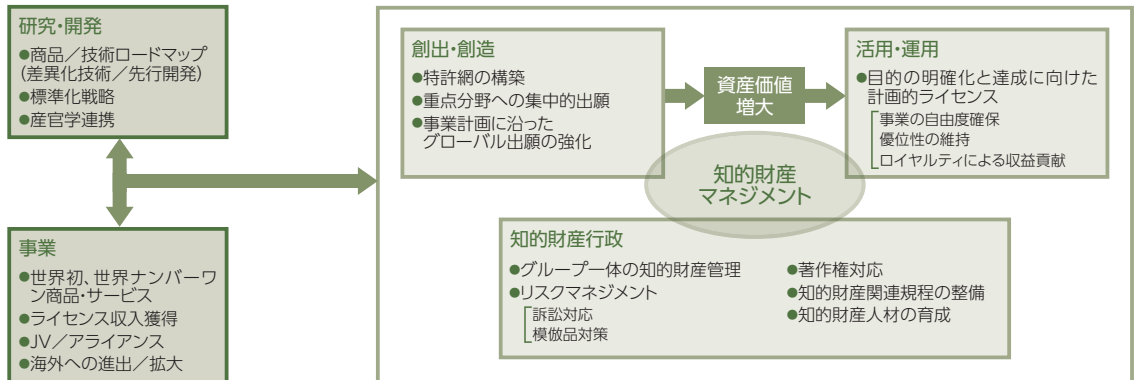 研究・開発
●商品／技術ロードマップ
(差異化技術／先行開発)
●標準化戦略
●産官学連携
事業
●世界初、世界ナンバーワ
ン商品・サービス
●ライセンス収入獲得
●JV／アライアンス
●海外への進出／拡大
創出・創造
●特許網の構築
●重点分野への集中的出願
●事業計画に沿った
グローバル出願の強化
資産価値
増大
活用・運用
●目的の明確化と達成に向けた
計画的ライセンス
事業の自由度確保
優位性の維持
ロイヤルティによる収益貢献
知的財産
マネジメント
知的財産行政
●グループ一体の知的財産管理
●リスクマネジメント
訴訟対応
模倣品対策
●著作権対応
●知的財産関連規程の整備
●知的財産人材の育成